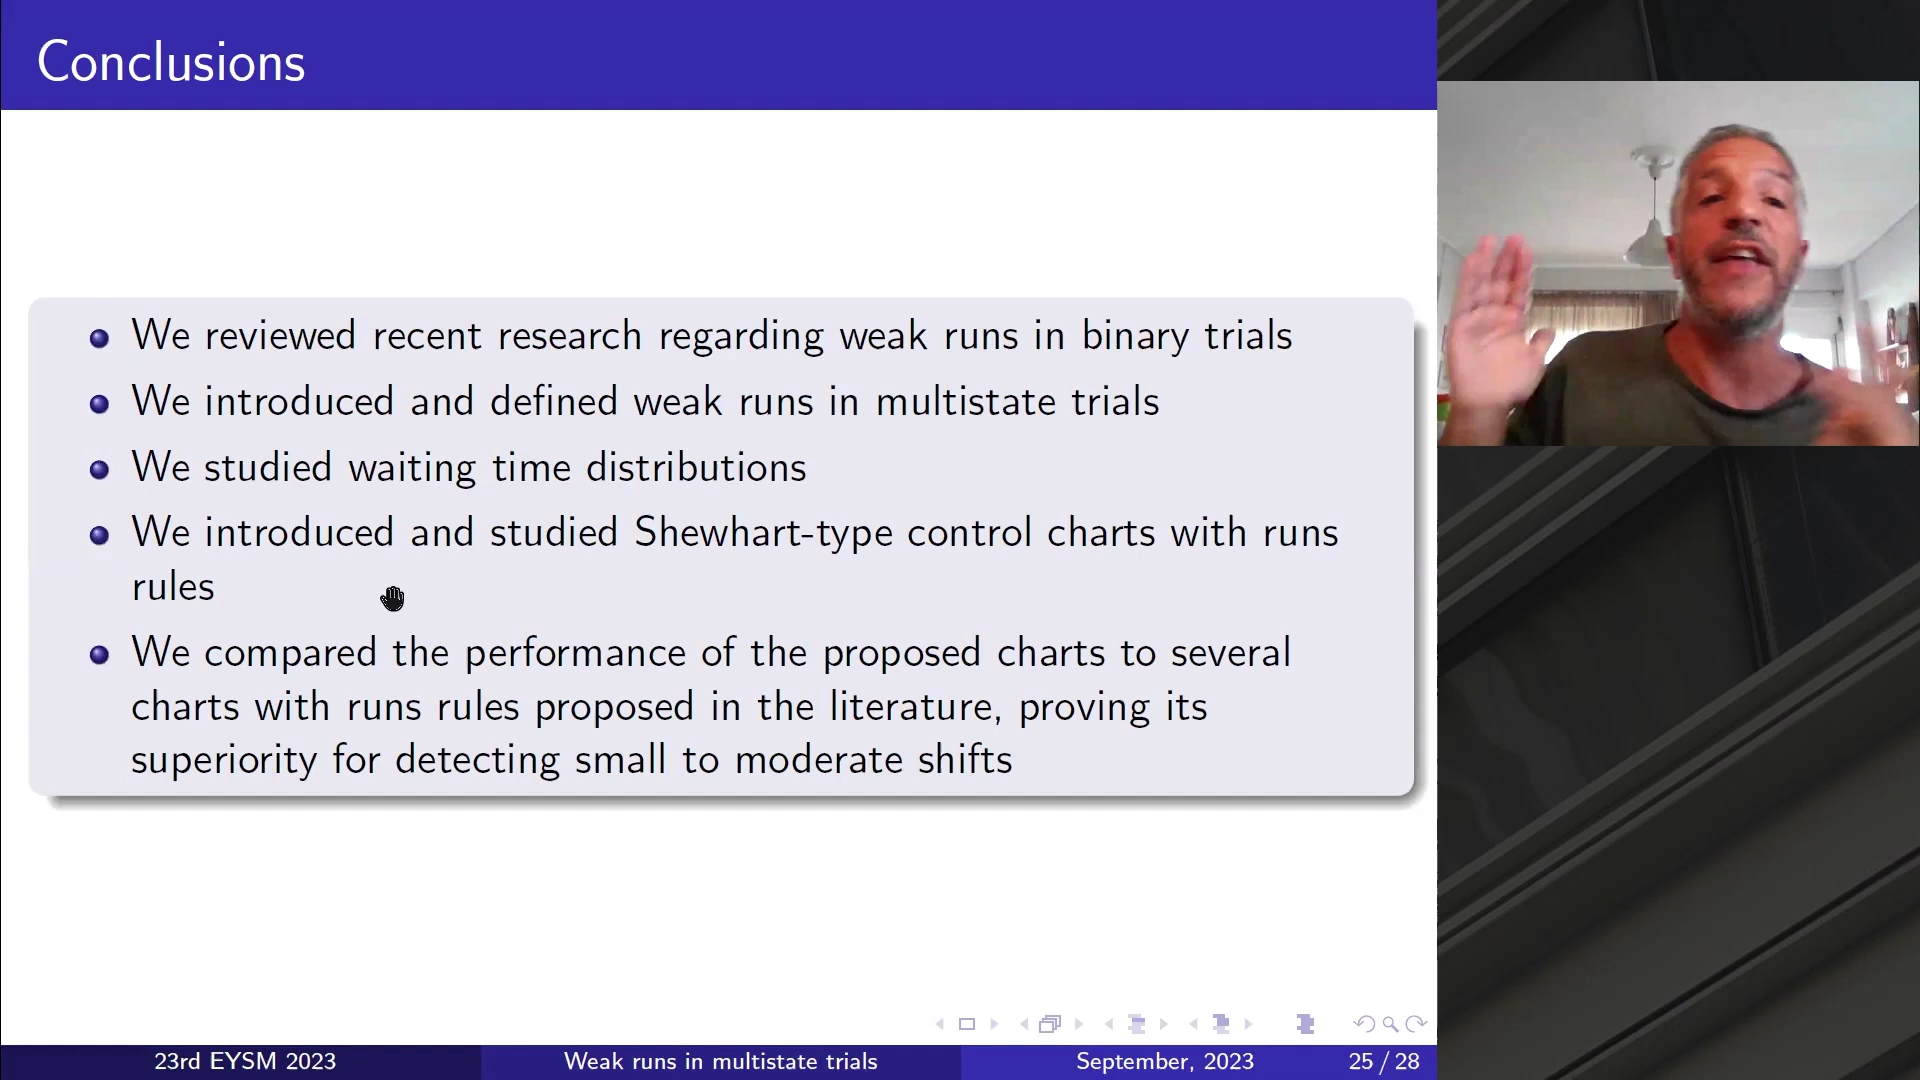 Conclusions
We reviewed recent research regarding weak runs in binary trials
We introduced and defined weak runs in multistate trials
We studied waiting time distributions
We introduced and studied Shewhart-type control charts with runs
rules
We compared the performance of the proposed charts to several
charts with runs rules proposed in the literature, proving its
superiority for detecting small to moderate shifts
23rd EYSM 2023 Weak runs in multistate trials September, 2023 25 / 28